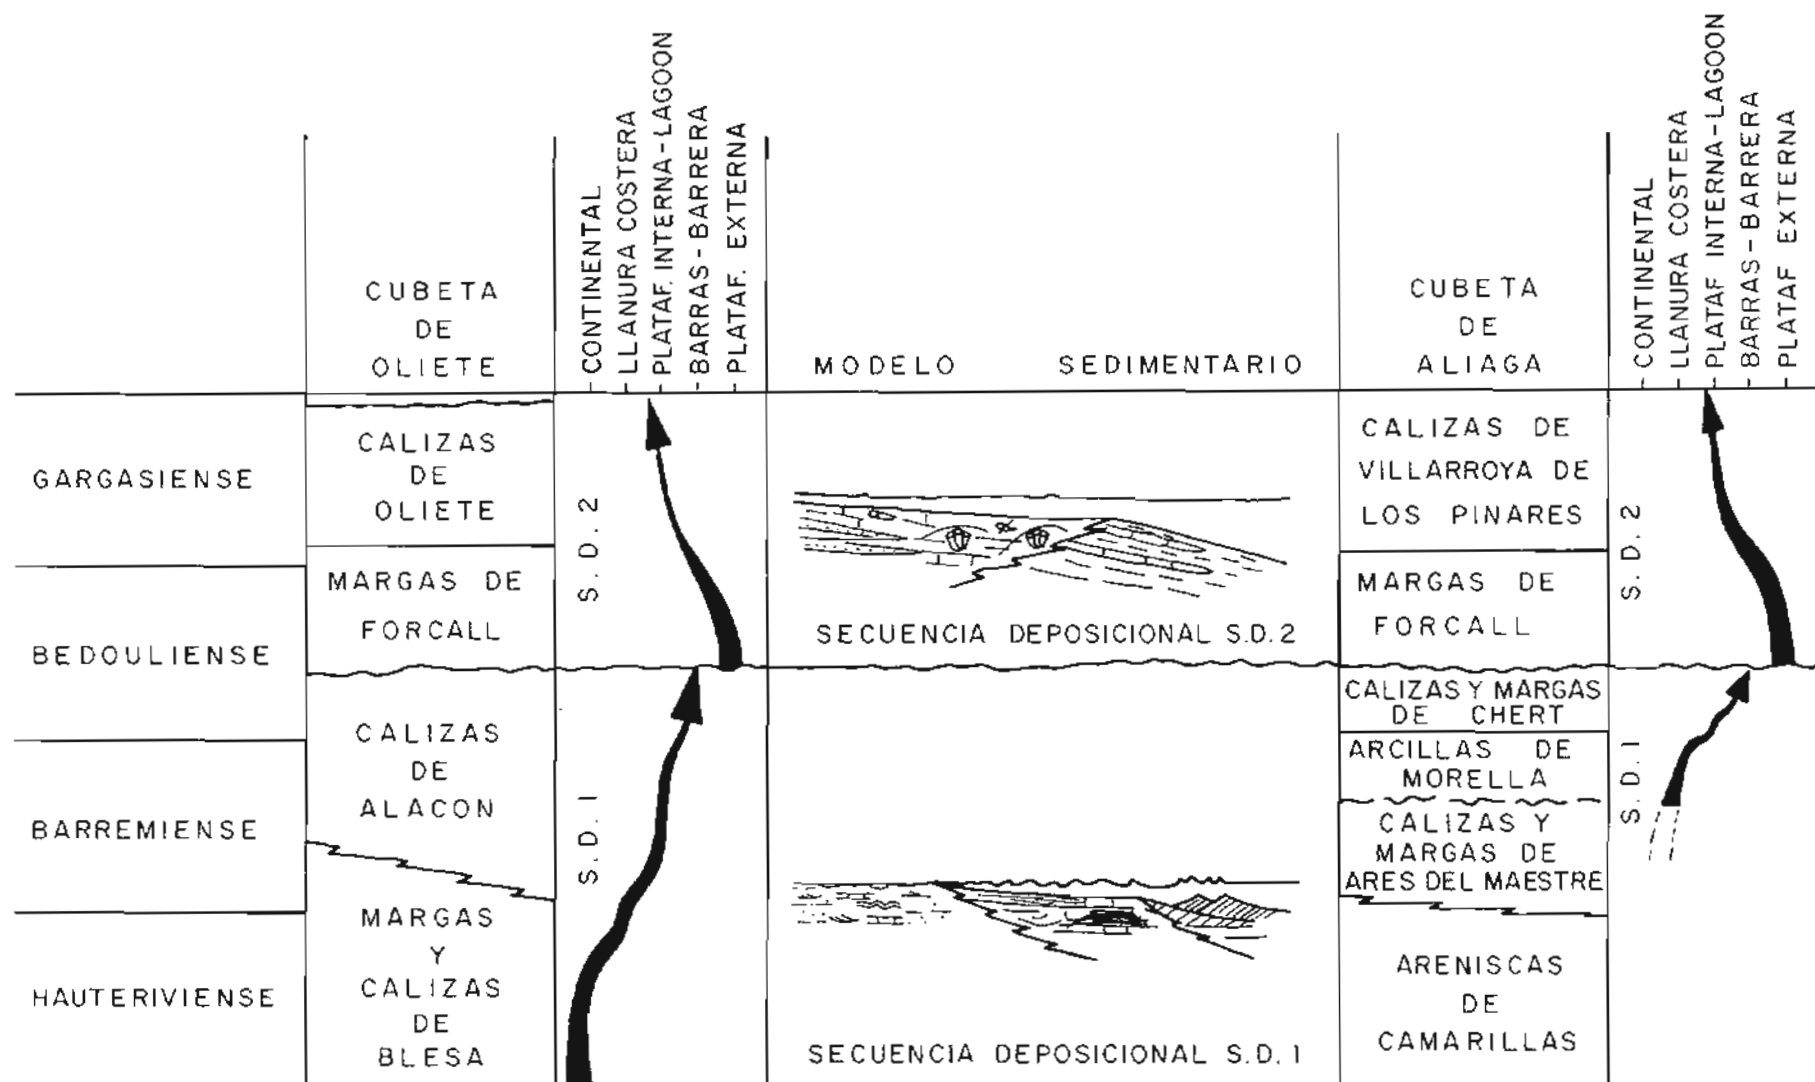 CUBETA
DE
OLIETE
CONTINENTAL
LLANURA COSTERA
PLATAF. INTERNA-LAGOON
BARRAS-BARRERA
PLATAF. EXTERNA
MODELO SEDIMENTARIO
CUBETA
DE
ALIAGA
CONTINENTAL
LLANURA COSTERA
PLATAF INTERNA-LAGOON
BARRAS-BARRERA
PLATAF EXTERNA
GARGASIENSE
BEDOULIENSE
BARREMIENSE
HAUTERIVIENSE
CALIZAS
DE
OLIETE
MARGAS DE
FORCALL
CALIZAS
DE
ALACON
MARGAS
Y
CALIZAS
DE
BLESA
S.D.2
S.D.1
SECUENCIA DEPOSICIONAL S.D.2
SECUENCIA DEPOSICIONAL S.D.1
CALIZAS DE
VILLARROYA DE
LOS PINARES
MARGAS DE
FORCALL
CALIZAS Y MARGAS
DE CHERT
ARCILLAS DE
MORELLA
CALIZAS Y
MARGAS DE
ARES DEL MAESTRE
ARENISCAS
DE
CAMARILLAS
S.D.2
S.D.1